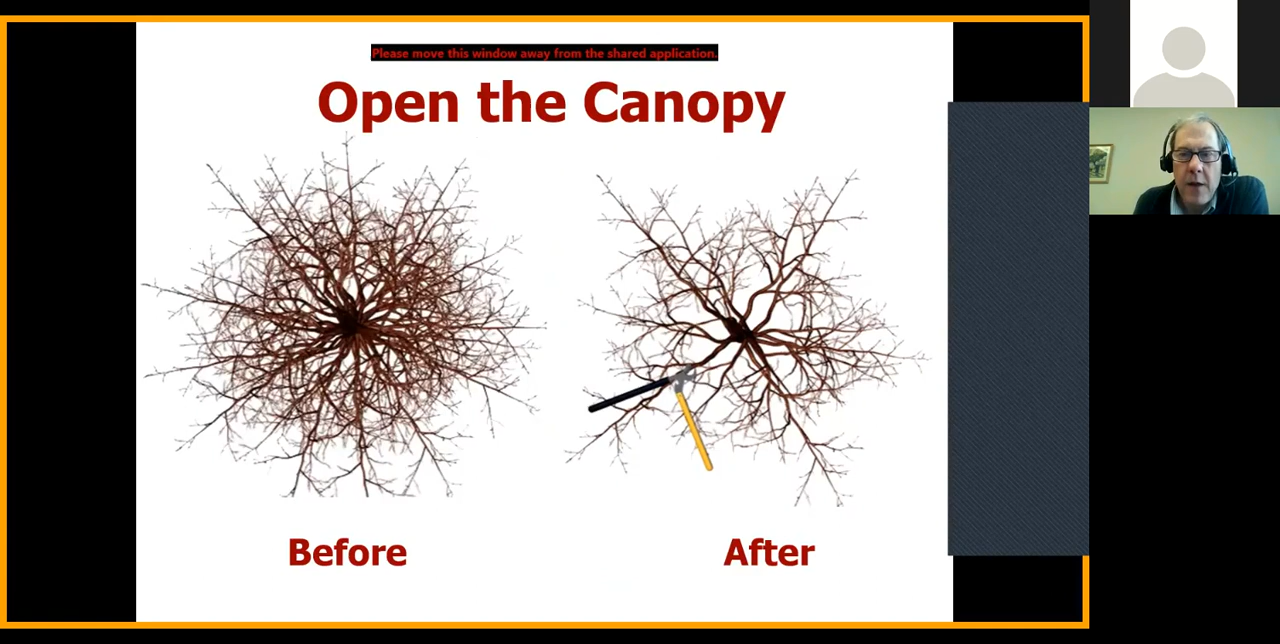 Please move this window away from the shared application.
Open the Canopy
Before
After